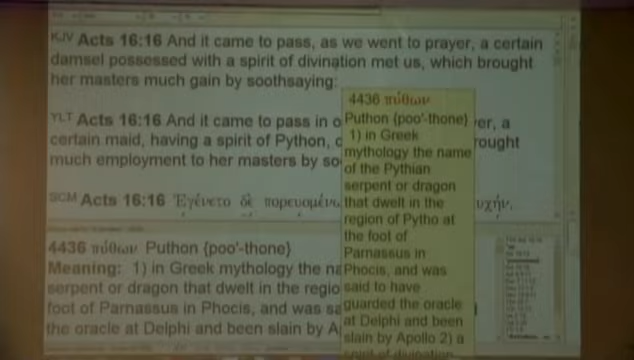 KJV Acts 16:16 And it came to pass, as we went to prayer, a certain
damsel possessed with a spirit of divination met us, which brought
her masters much gain by soothsaying:
YLT Acts 16:16 And it came to pass in o
certain maid, having a spirit of Python,
much employment to her masters by so
er, a
rought
Acts 16:16 Ἐγένετο δὲ πορευομένω
υχήν,
4436 πύθων
Puthon {poo'-thone}
1) in Greek
mythology the name
of the Pythian
serpent or dragon
that dwelt in the
region of Pytho at
the foot of
Parnassus in
Phocis, and was
said to have
guarded the oracle
at Delphi and been
slain by Apollo 2) a
spirit of divination
4436 πύθων Puthon {poo'-thone}
Meaning: 1) in Greek mythology the na
serpent or dragon that dwelt in the regio
foot of Parnassus in Phocis, and was sa
the oracle at Delphi and been slain by A